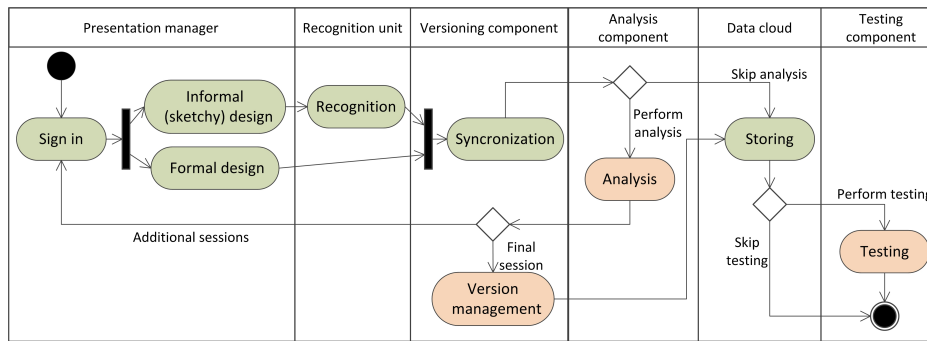 Presentation manager
Recognition unit
Versioning component
Analysis
component
Data cloud
Testing
component
Informal
(sketchy) design
Recognition
Skip analysis
Sign in
Syncronization
Perform
analysis
Storing
Formal design
Analysis
Perform testing
Additional sessions
Final
session
Skip
testing
Testing
Version
management